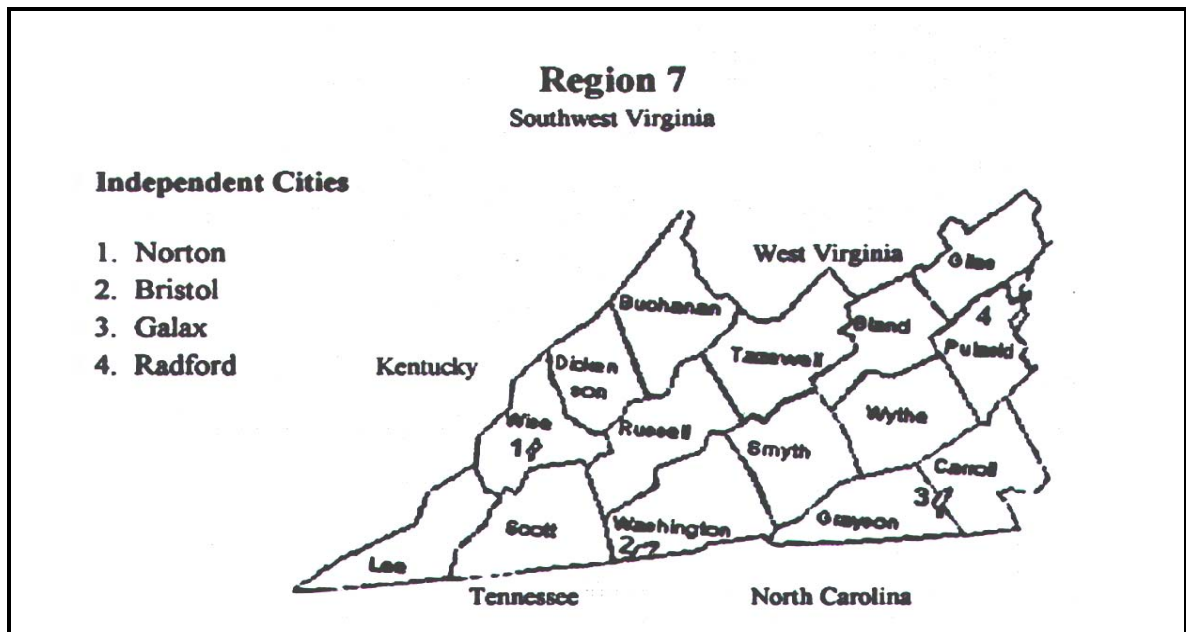 Region 7
Southwest Virginia
Independent Cities
1. Norton
2. Bristol
3. Galax
4. Radford
West Virginia
Kentucky
Giles
Buchanan
Bland
4
Pulaski
Tazewell
Dicken
son
Wise
1
Russell
Wythe
Smyth
Carroll
3
Grayson
Scott
Washington
2
Lee
Tennessee
North Carolina